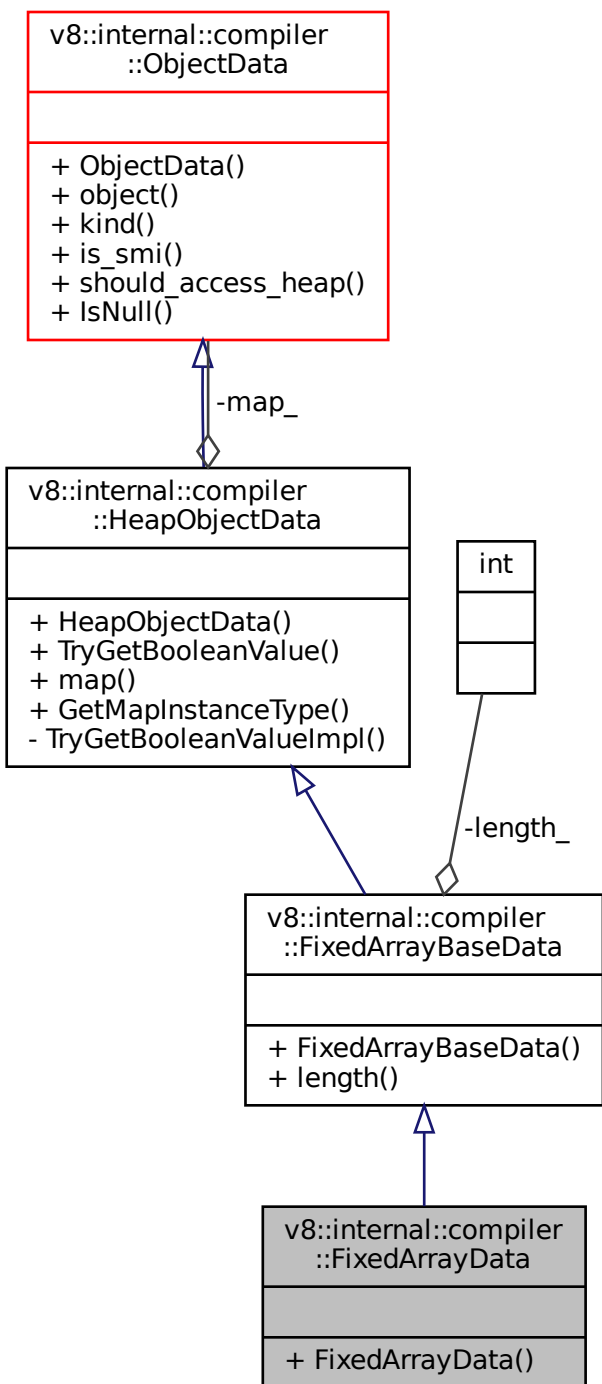 v8::internal::compiler
::ObjectData
+ ObjectData()
+ object()
+ kind()
+ is_smi()
+ should_access_heap()
+ IsNull()
-map_
v8::internal::compiler
::HeapObjectData
+ HeapObjectData()
+ TryGetBooleanValue()
+ map()
+ GetMapInstanceType()
- TryGetBooleanValueImpl()
int
-length_
v8::internal::compiler
::FixedArrayBaseData
+ FixedArrayBaseData()
+ length()
v8::internal::compiler
::FixedArrayData
+ FixedArrayData()